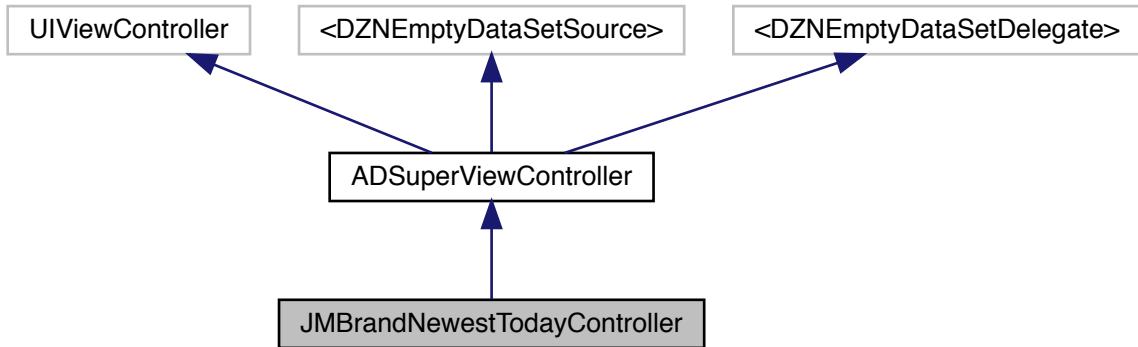 UIViewController
<DZNEmptyDataSetSource>
<DZNEmptyDataSetDelegate>
ADSuperViewController
JMBrandNewestTodayController